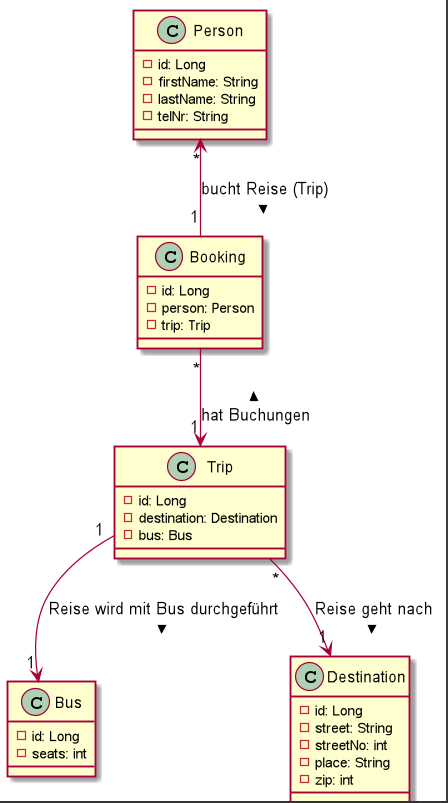 C Person
id: Long
firstName: String
lastName: String
telNr: String
*
bucht Reise (Trip)
1
C Booking
id: Long
person: Person
trip: Trip
*
hat Buchungen
1
C Trip
id: Long
destination: Destination
bus: Bus
1
*
Reise wird mit Bus durchgeführt
Reise geht nach
1
1
C Bus
id: Long
seats: int
C Destination
id: Long
street: String
streetNo: int
place: String
zip: int